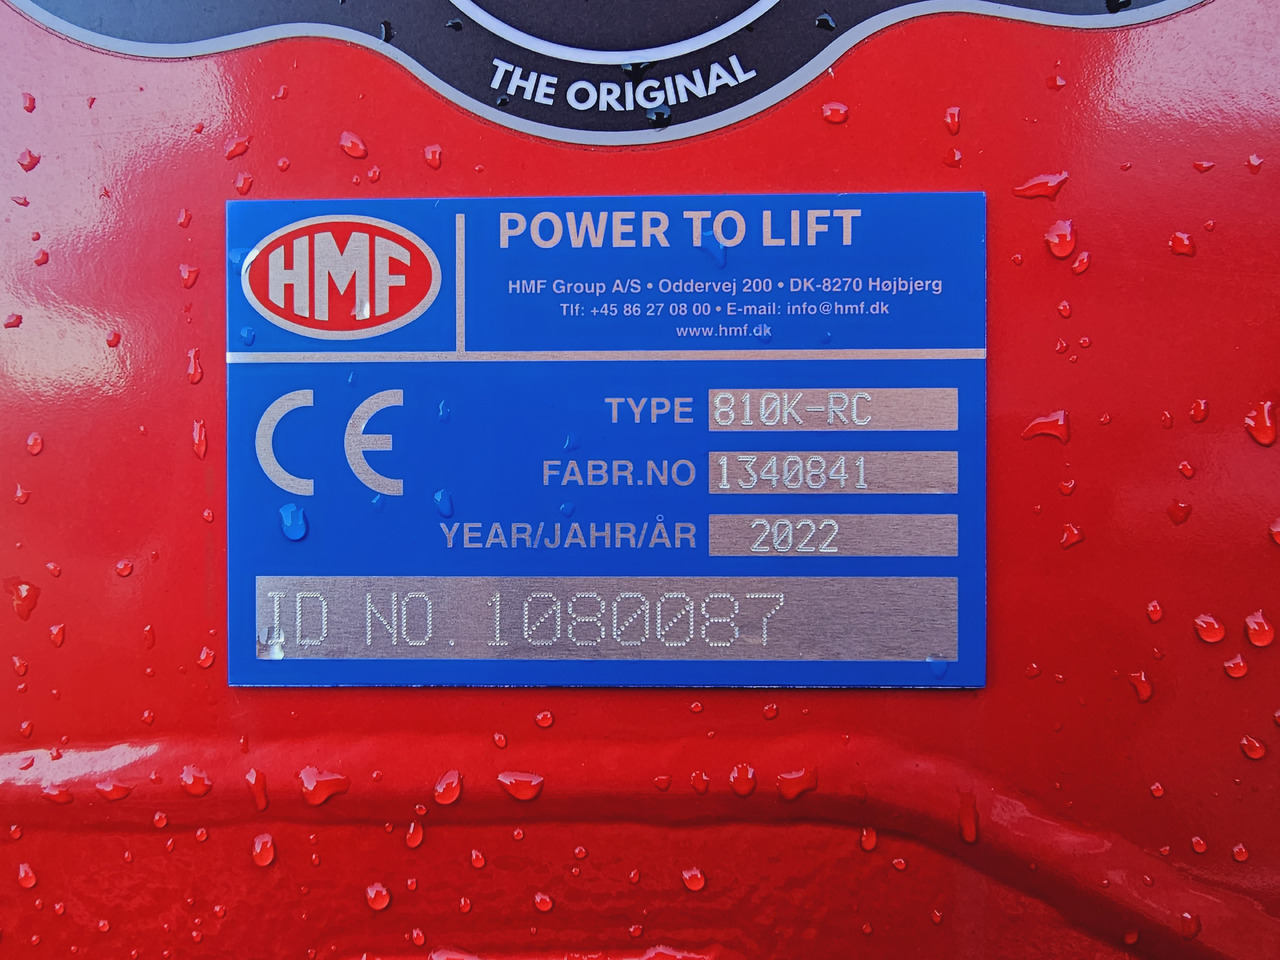 THE ORIGINAL
HMF
POWER TO LIFT
HMF Group A/S • Oddervej 200 • DK-8270 Højbjerg
Tlf: +45 86 27 08 00 • E-mail: info@hmf.dk
www.hmf.dk
CE
TYPE 810K-RC
FABR.NO 1340841
YEAR/JAHR/ÅR 2022
ID NO. 1080087